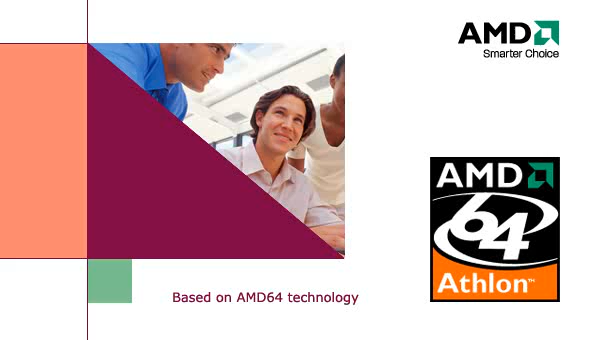 AMD
Smarter Choice
AMD
64
Athlon™
Based on AMD64 technology